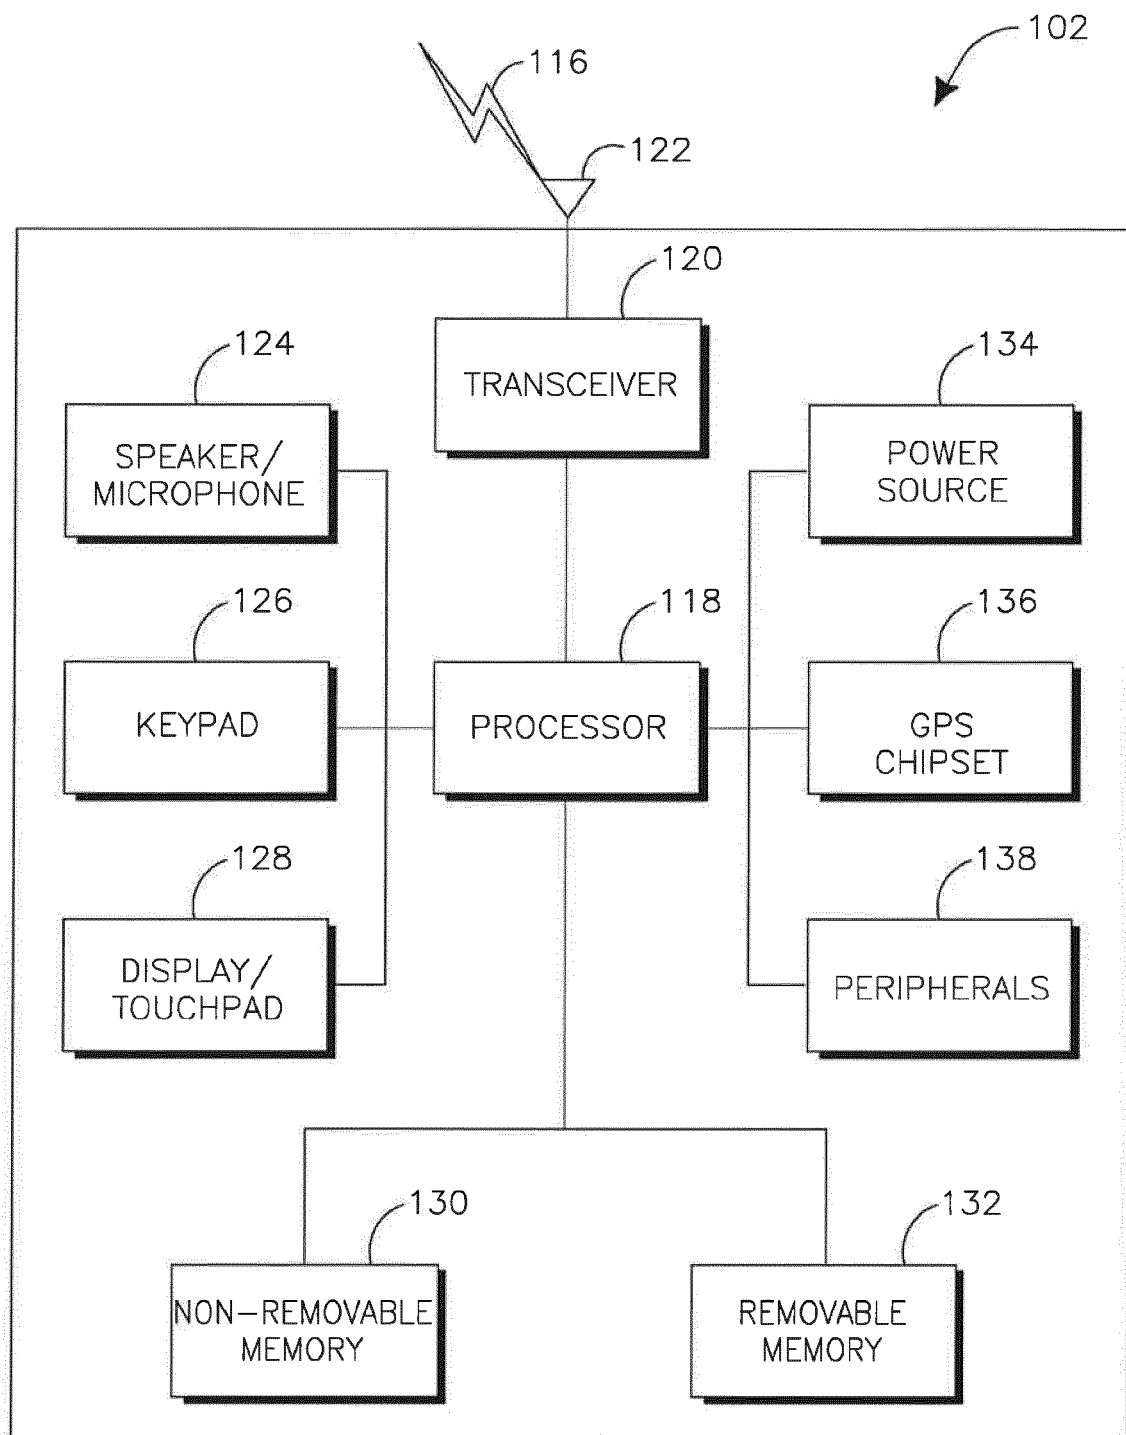 102
116
122
120
TRANSCEIVER
124
SPEAKER/
MICROPHONE
134
POWER
SOURCE
126
KEYPAD
118
PROCESSOR
136
GPS
CHIPSET
128
DISPLAY/
TOUCHPAD
138
PERIPHERALS
130
NON-REMOVABLE
MEMORY
132
REMOVABLE
MEMORY